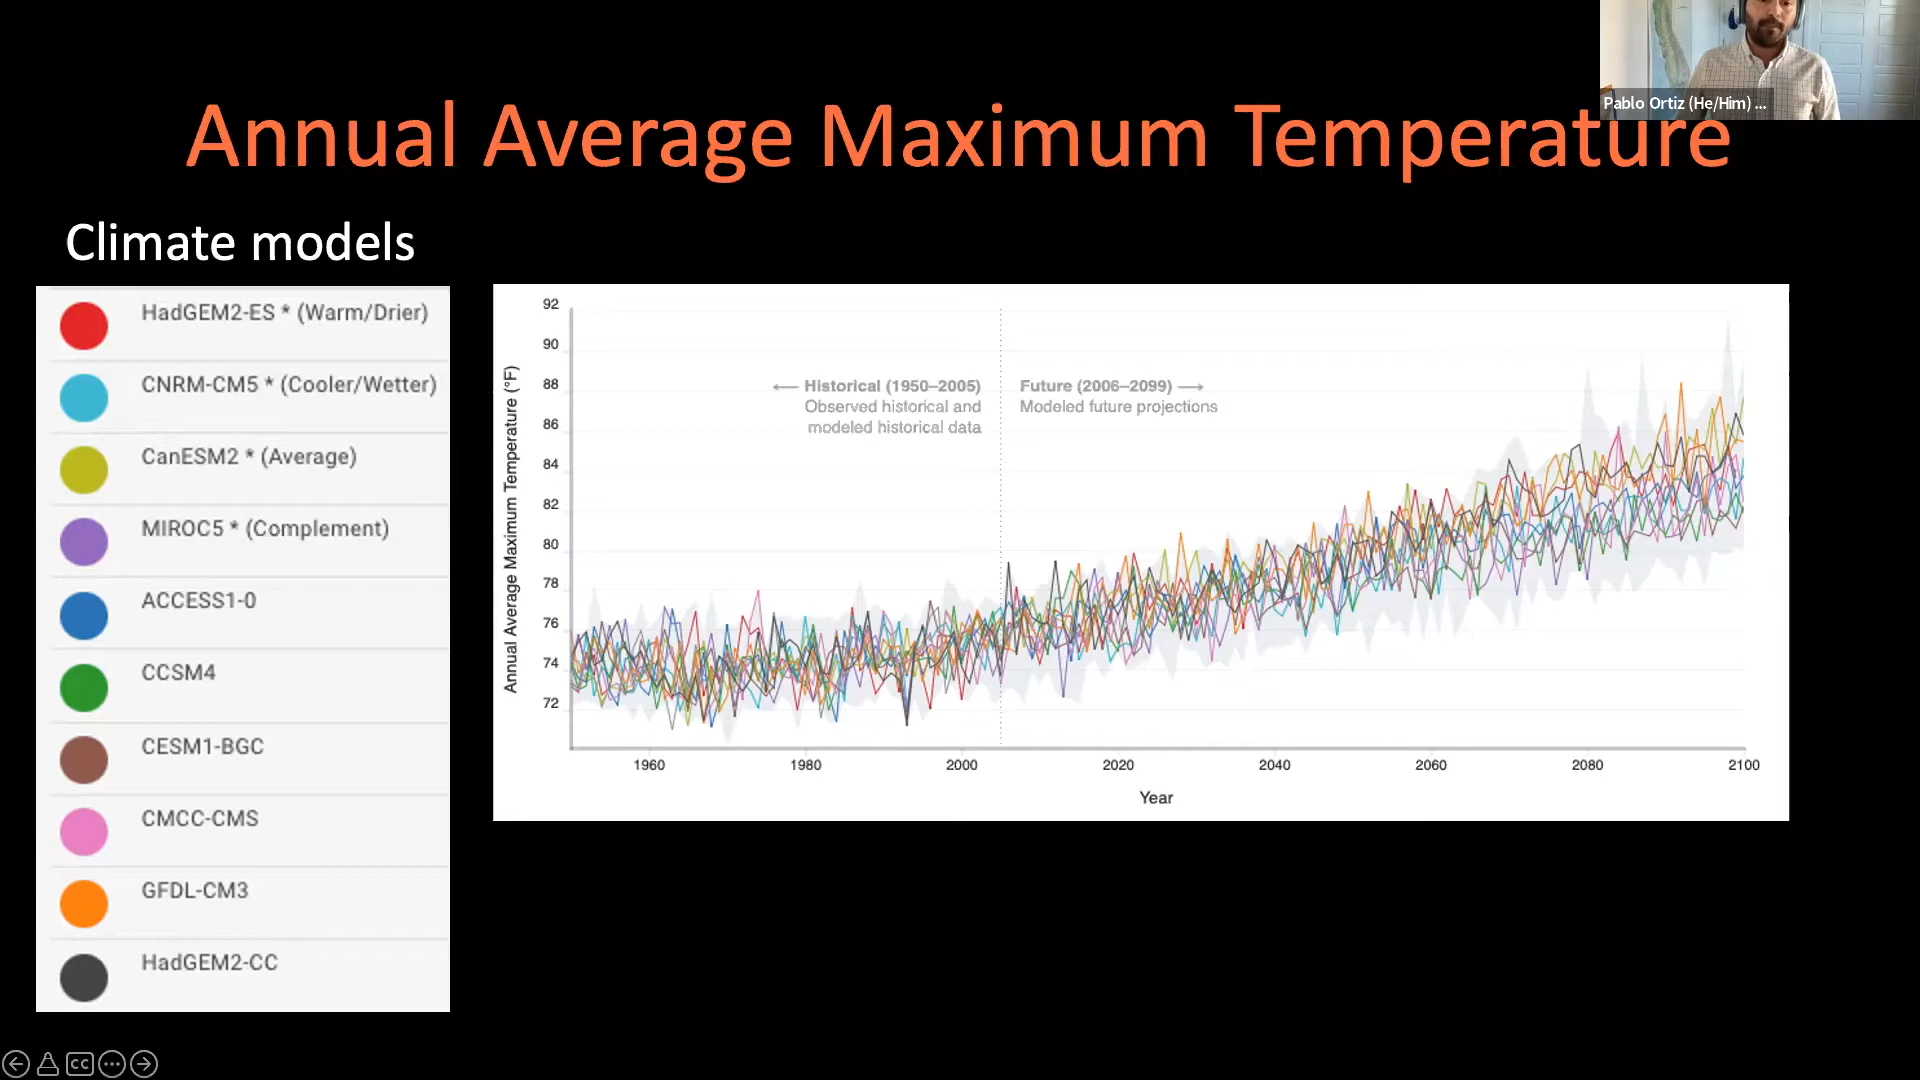 Pablo Ortiz (He/Him) ...
Annual Average Maximum Temperature
Climate models
HadGEM2-ES * (Warm/Drier)
CNRM-CM5 * (Cooler/Wetter)
CanESM2 * (Average)
MIROC5 * (Complement)
ACCESS1-0
CCSM4
CESM1-BGC
CMCC-CMS
GFDL-CM3
HadGEM2-CC
Annual Average Maximum Temperature (°F)
92
90
88
86
84
82
80
78
76
74
72
← Historical (1950–2005)
Observed historical and
modeled historical data
Future (2006–2099) →
Modeled future projections
1960 1980 2000 2020 2040 2060 2080 2100
Year
CC